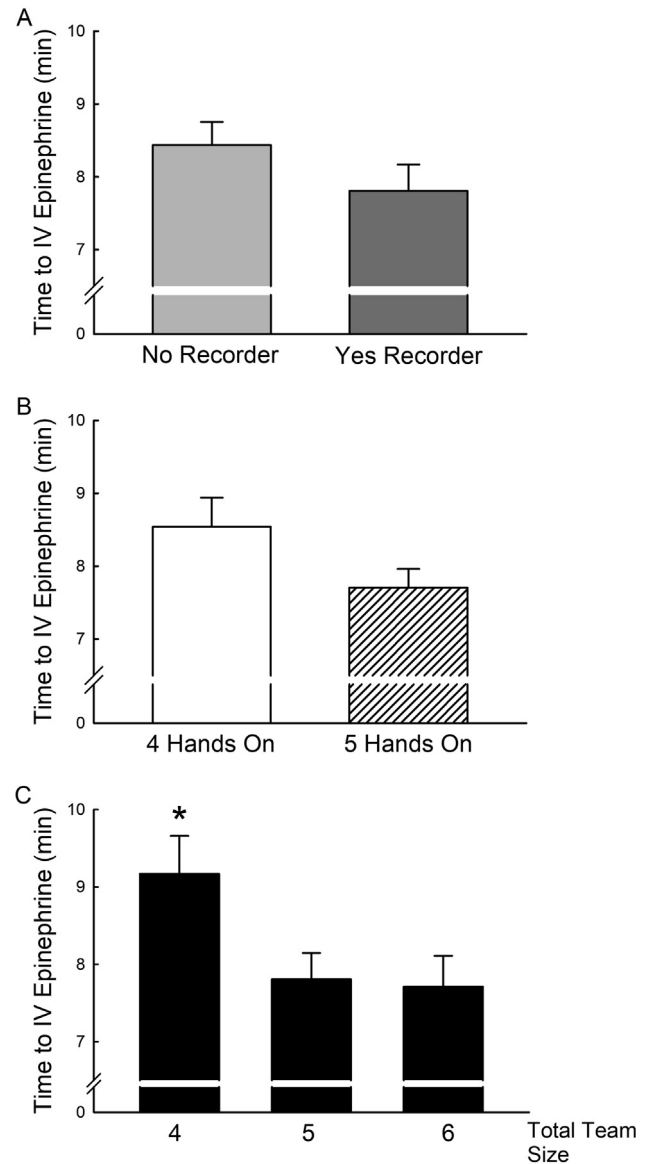 A
Time to IV Epinephrine (min)
10
9
8
7
0
No Recorder Yes Recorder
B
Time to IV Epinephrine (min)
10
9
8
7
0
4 Hands On 5 Hands On
C
Time to IV Epinephrine (min)
10
9
8
7
0
*
4 5 6 Total Team
Size